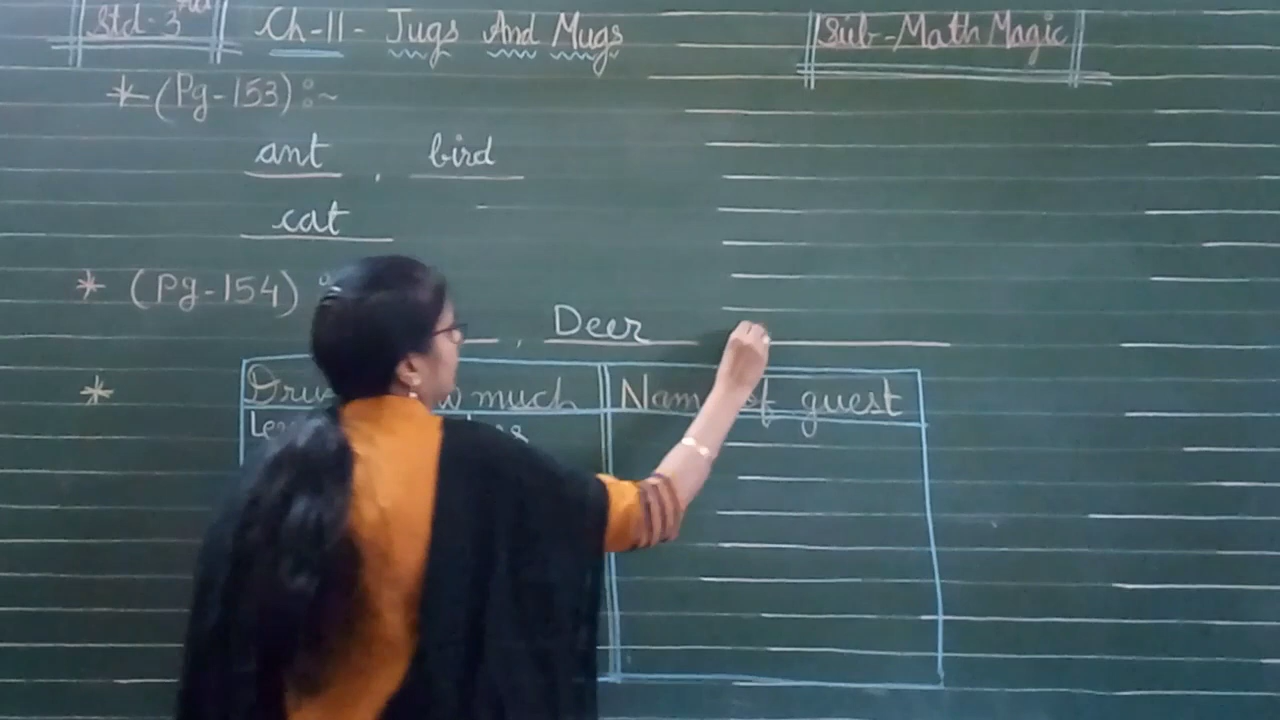 Std-3rd Ch-11- Jugs And Mugs Sub-Math Magic
* (Pg-153) :~
ant , bird
cat
* (Pg-154)
, Deer
* much Name of guest